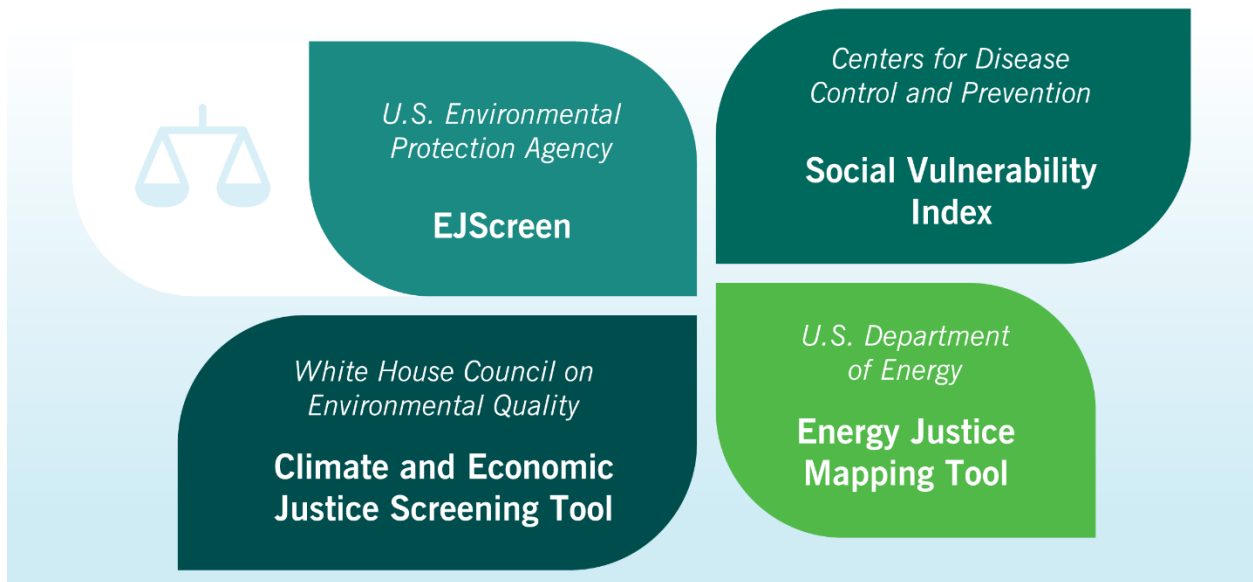 U.S. Environmental
Protection Agency
EJScreen
Centers for Disease
Control and Prevention
Social Vulnerability
Index
White House Council on
Environmental Quality
Climate and Economic
Justice Screening Tool
U.S. Department
of Energy
Energy Justice
Mapping Tool